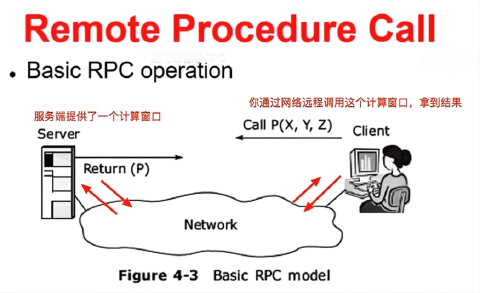 Remote Procedure Call
• Basic RPC operation
服务端提供了一个计算窗口
你通过网络远程调用这个计算窗口，拿到结果
Server
Call P(X, Y, Z)
Client
Return (P)
Network
Figure 4-3 Basic RPC model